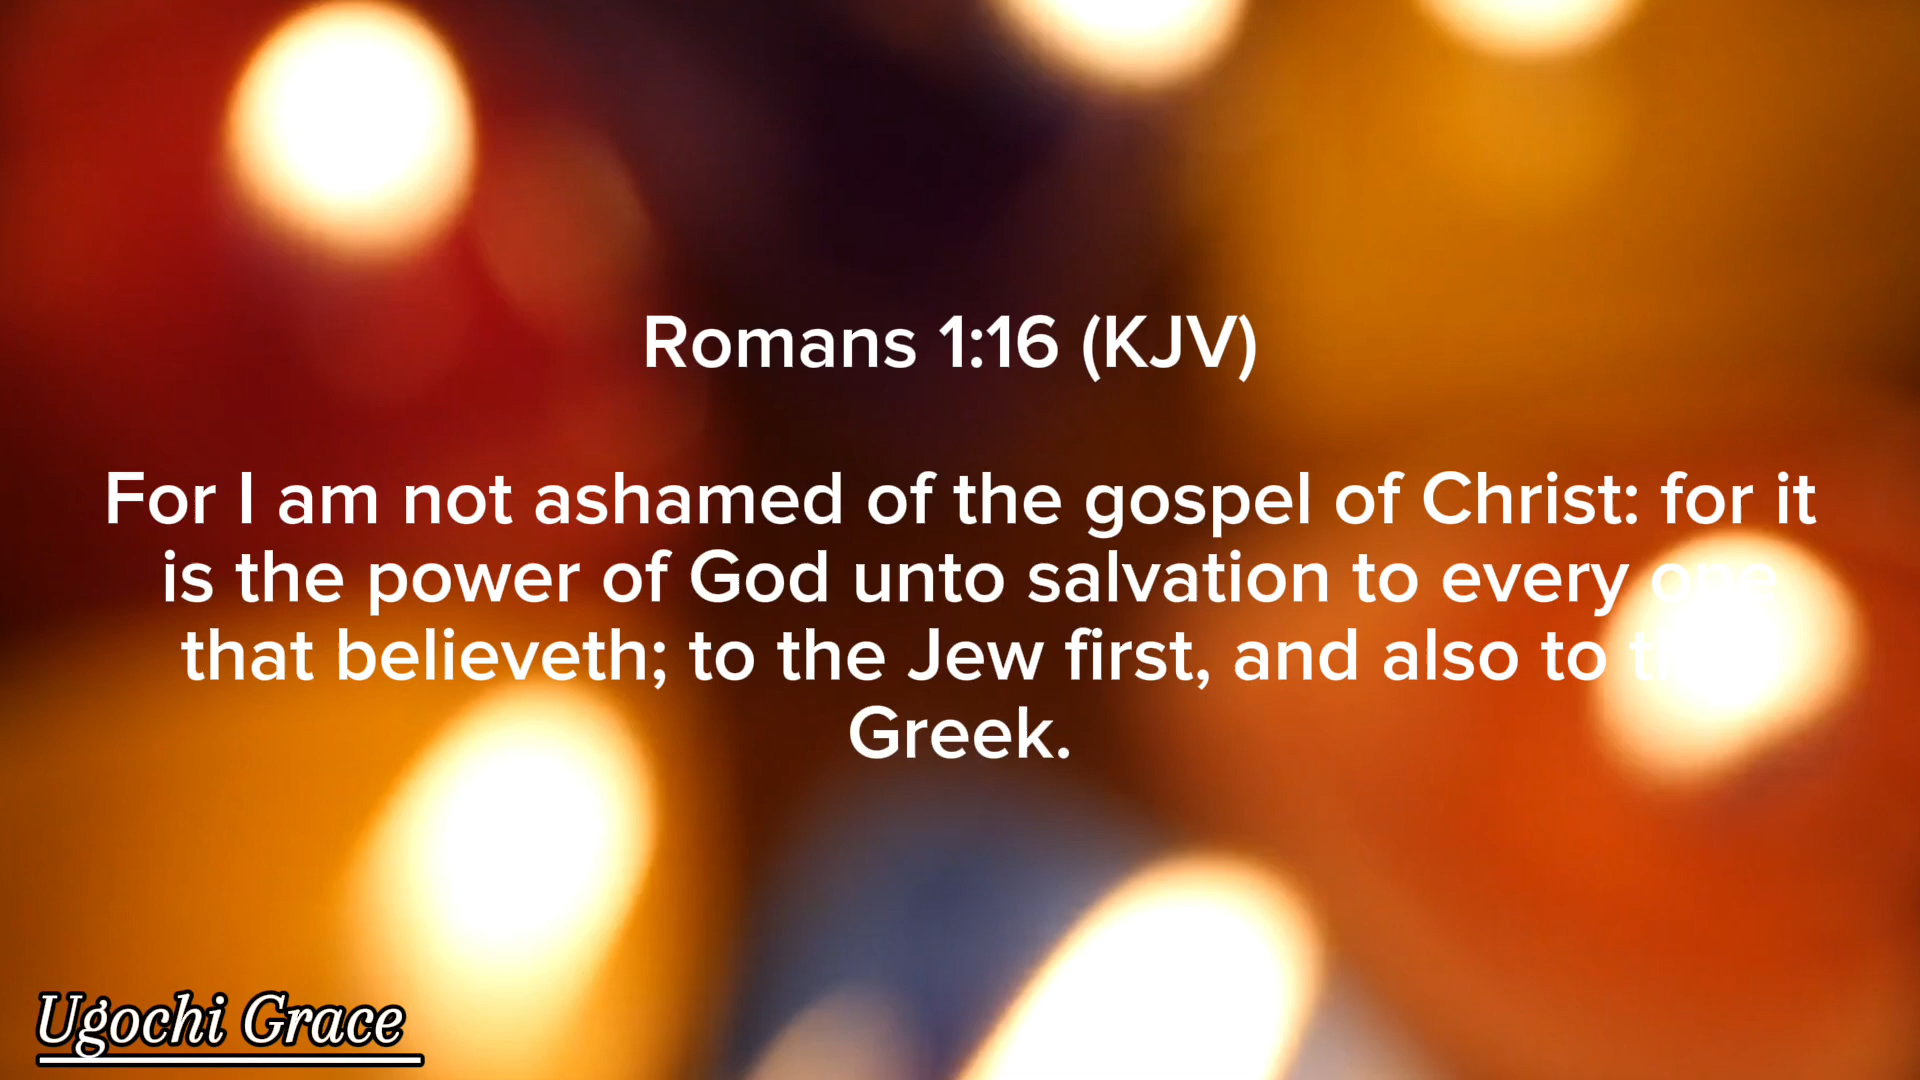 Romans 1:16 (KJV)
For I am not ashamed of the gospel of Christ: for it
is the power of God unto salvation to every one
that believeth; to the Jew first, and also to
Greek.
Ugochi Grace